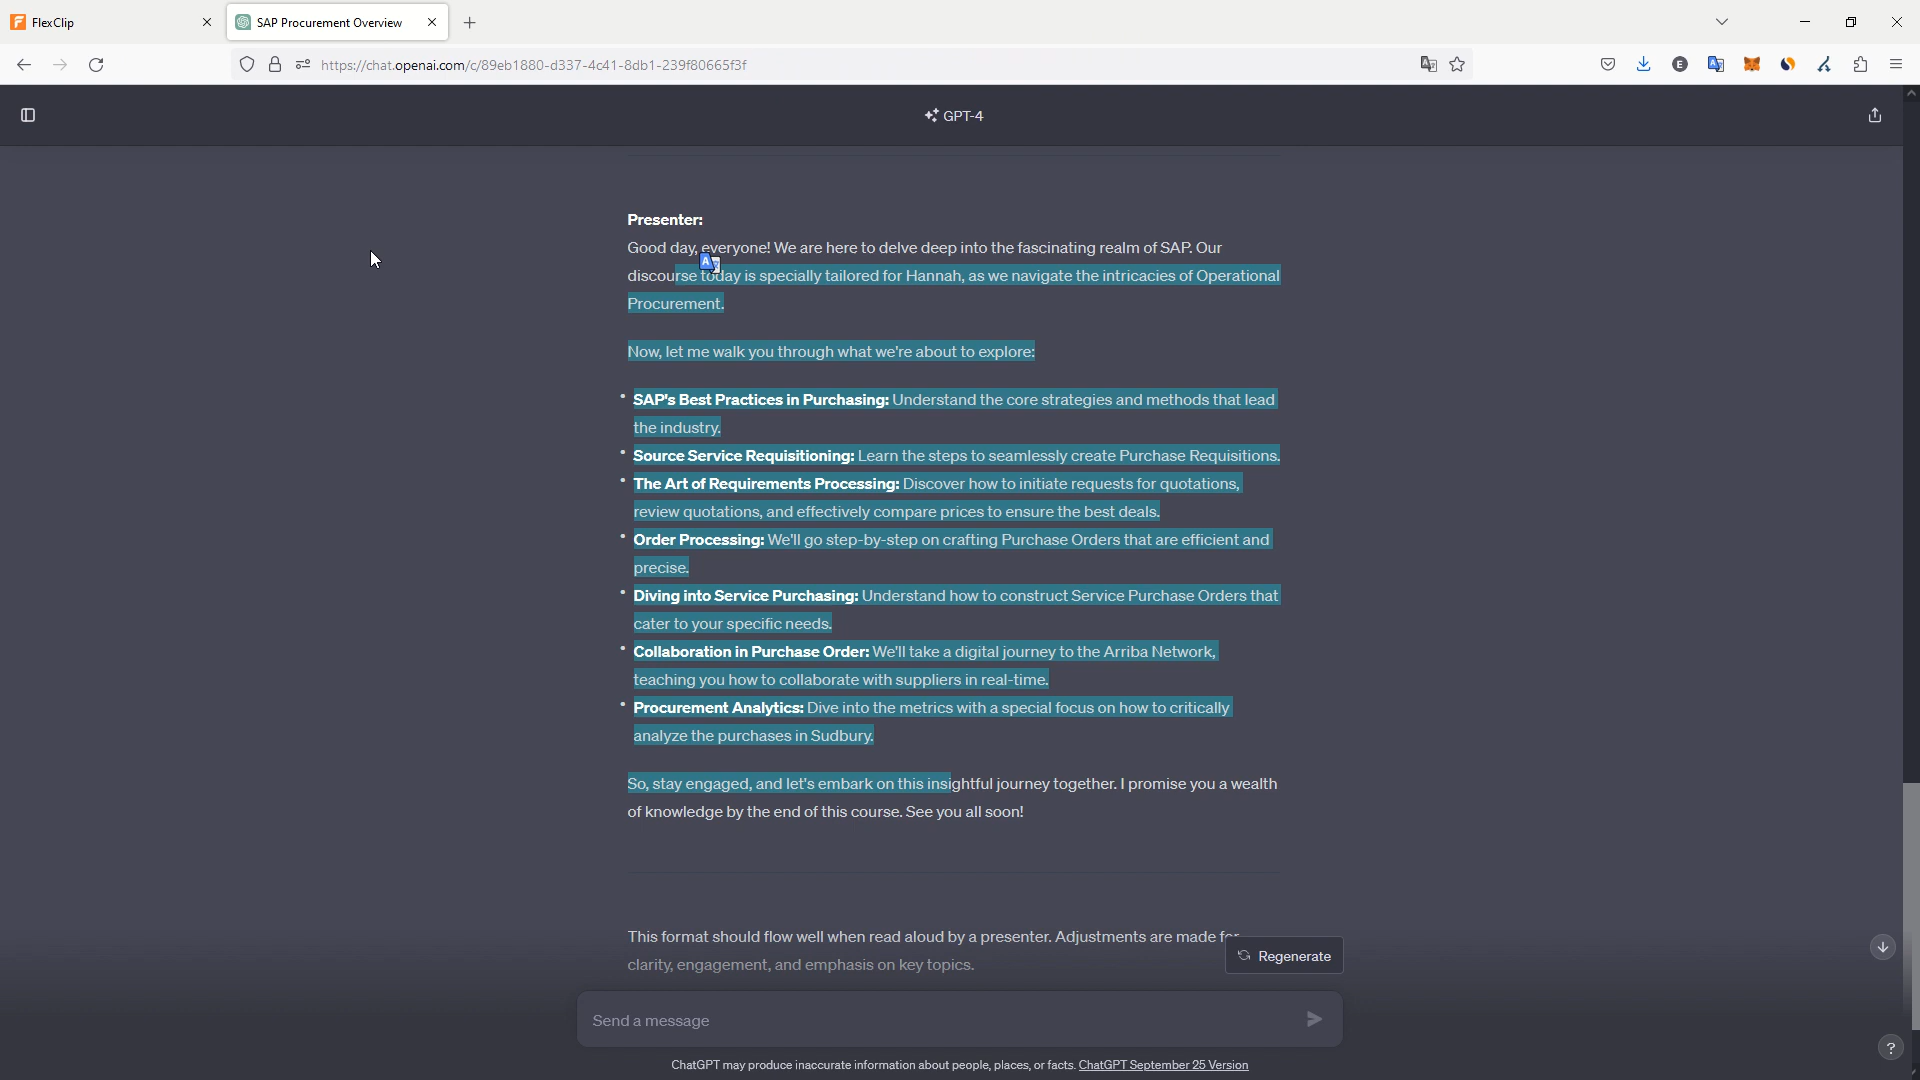 FlexClip
SAP Procurement Overview
https://chat.openai.com/c/89eb1880-d337-4c41-8db1-239f80665f3f
E
GPT-4
Presenter:
Good day, everyone! We are here to delve deep into the fascinating realm of SAP. Our
discourse today is specially tailored for Hannah, as we navigate the intricacies of Operational
Procurement.
Now, let me walk you through what we're about to explore:
• SAP's Best Practices in Purchasing: Understand the core strategies and methods that lead
the industry.
• Source Service Requisitioning: Learn the steps to seamlessly create Purchase Requisitions.
• The Art of Requirements Processing: Discover how to initiate requests for quotations,
review quotations, and effectively compare prices to ensure the best deals.
• Order Processing: We'll go step-by-step on crafting Purchase Orders that are efficient and
precise.
• Diving into Service Purchasing: Understand how to construct Service Purchase Orders that
cater to your specific needs.
• Collaboration in Purchase Order: We'll take a digital journey to the Arriba Network,
teaching you how to collaborate with suppliers in real-time.
• Procurement Analytics: Dive into the metrics with a special focus on how to critically
analyze the purchases in Sudbury.
So, stay engaged, and let's embark on this insightful journey together. I promise you a wealth
of knowledge by the end of this course. See you all soon!
This format should flow well when read aloud by a presenter. Adjustments are made for
clarity, engagement, and emphasis on key topics.
Regenerate
Send a message
ChatGPT may produce inaccurate information about people, places, or facts. ChatGPT September 25 Version
?